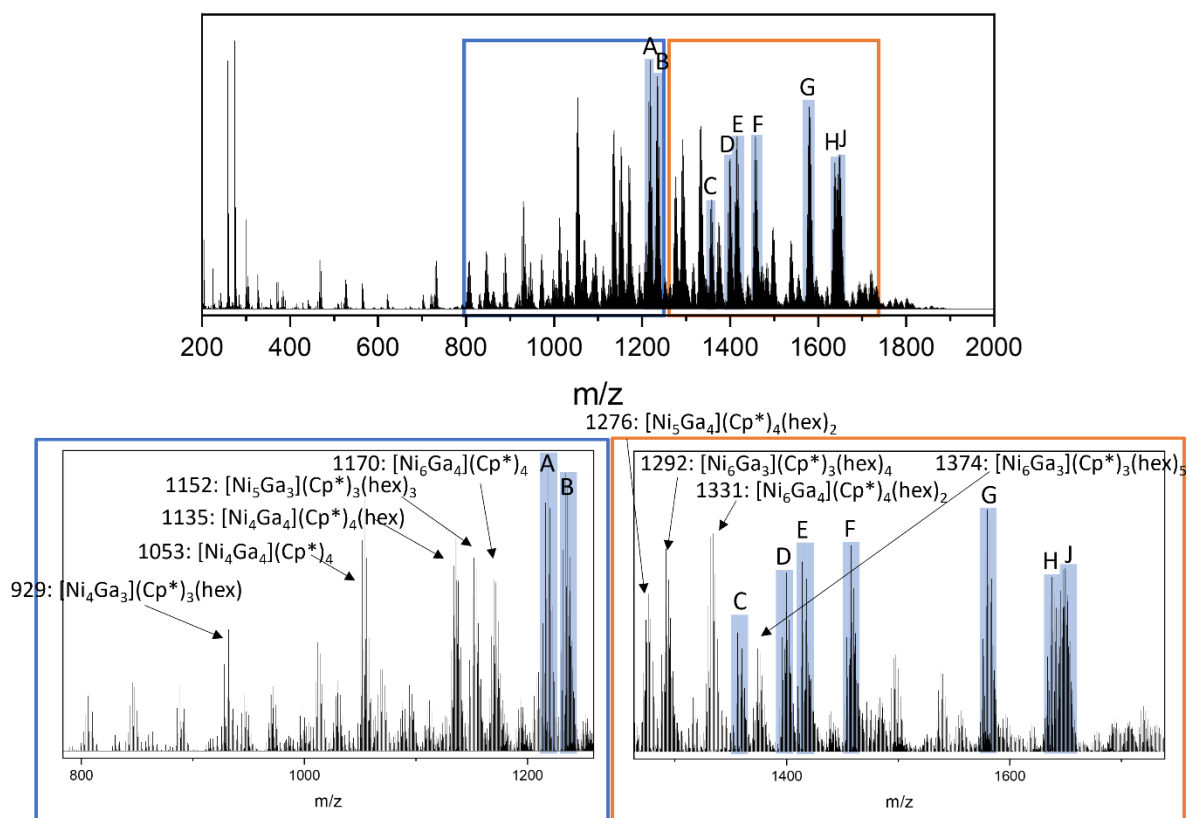 A
B
C
D
E
F
G
H J
200 400 600 800 1000 1200 1400 1600 1800 2000
m/z
1276: [Ni5Ga4](Cp*)4(hex)2
1292: [Ni6Ga3](Cp*)3(hex)4
1374: [Ni6Ga3](Cp*)3(hex)5
1331: [Ni6Ga4](Cp*)4(hex)2
1170: [Ni6Ga4](Cp*)4
1152: [Ni5Ga3](Cp*)3(hex)3
1135: [Ni4Ga4](Cp*)4(hex)
1053: [Ni4Ga4](Cp*)4
929: [Ni4Ga3](Cp*)3(hex)
A
B
C
D
E
F
G
H J
800 1000 1200
m/z
1400 1600
m/z